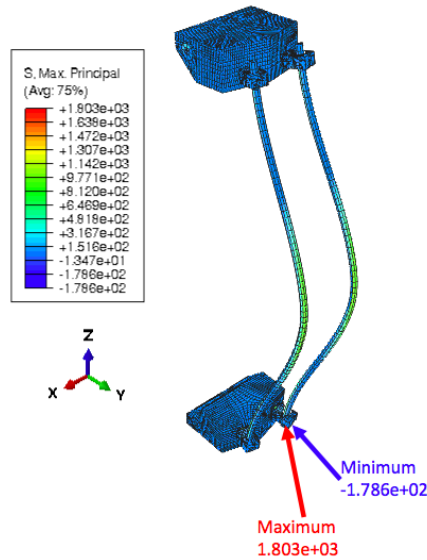 S, Max. Principal
(Avg: 75%)
+1.803e+03
+1.638e+03
+1.472e+03
+1.307e+03
+1.142e+03
+9.771e+02
+8.120e+02
+6.469e+02
+4.818e+02
+3.167e+02
+1.516e+02
-1.347e+01
-1.786e+02
-1.786e+02
Z
X
Y
Minimum
-1.786e+02
Maximum
1.803e+03